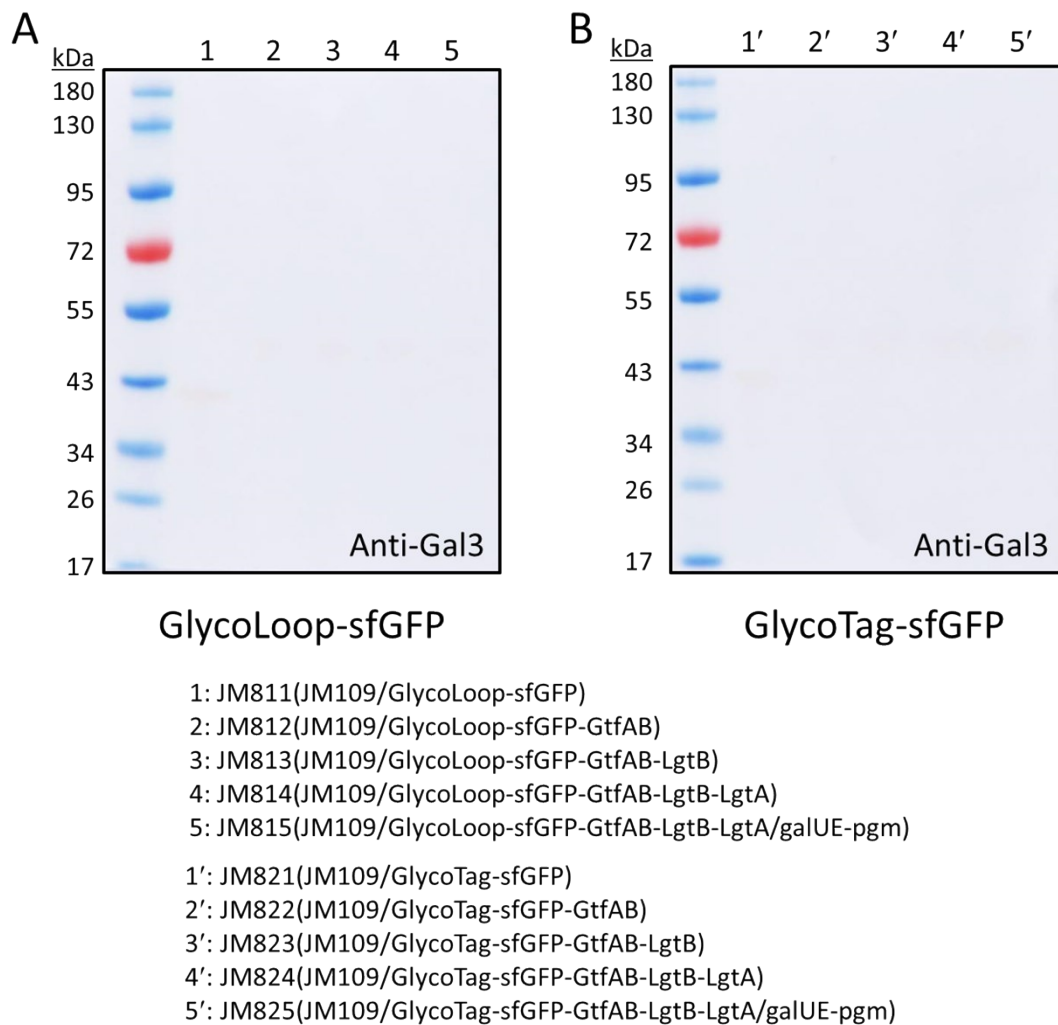 A
B
kDa 1 2 3 4 5
kDa 1′ 2′ 3′ 4′ 5′
180
130
95
72
55
43
34
26
17
Anti-Gal3
180
130
95
72
55
43
34
26
17
Anti-Gal3
GlycoLoop-sfGFP
GlycoTag-sfGFP
1: JM811(JM109/GlycoLoop-sfGFP)
2: JM812(JM109/GlycoLoop-sfGFP-GtfAB)
3: JM813(JM109/GlycoLoop-sfGFP-GtfAB-LgtB)
4: JM814(JM109/GlycoLoop-sfGFP-GtfAB-LgtB-LgtA)
5: JM815(JM109/GlycoLoop-sfGFP-GtfAB-LgtB-LgtA/galUE-pgm)
1′: JM821(JM109/GlycoTag-sfGFP)
2′: JM822(JM109/GlycoTag-sfGFP-GtfAB)
3′: JM823(JM109/GlycoTag-sfGFP-GtfAB-LgtB)
4′: JM824(JM109/GlycoTag-sfGFP-GtfAB-LgtB-LgtA)
5′: JM825(JM109/GlycoTag-sfGFP-GtfAB-LgtB-LgtA/galUE-pgm)